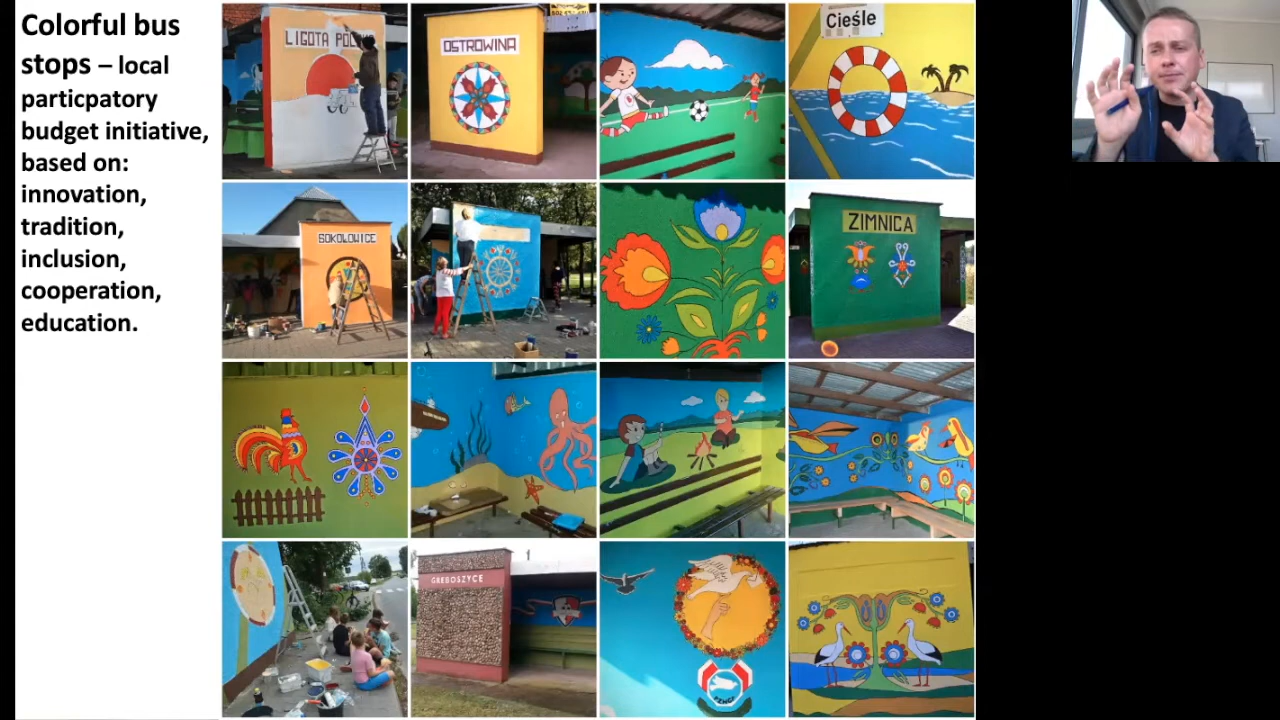 Colorful bus
stops – local
particpatory
budget initiative,
based on:
innovation,
tradition,
inclusion,
cooperation,
education.
LIGOTA
OSTROWINA
Cieśle
SOKOŁOWICE
ZIMNICA
GRĘBOSZYCE